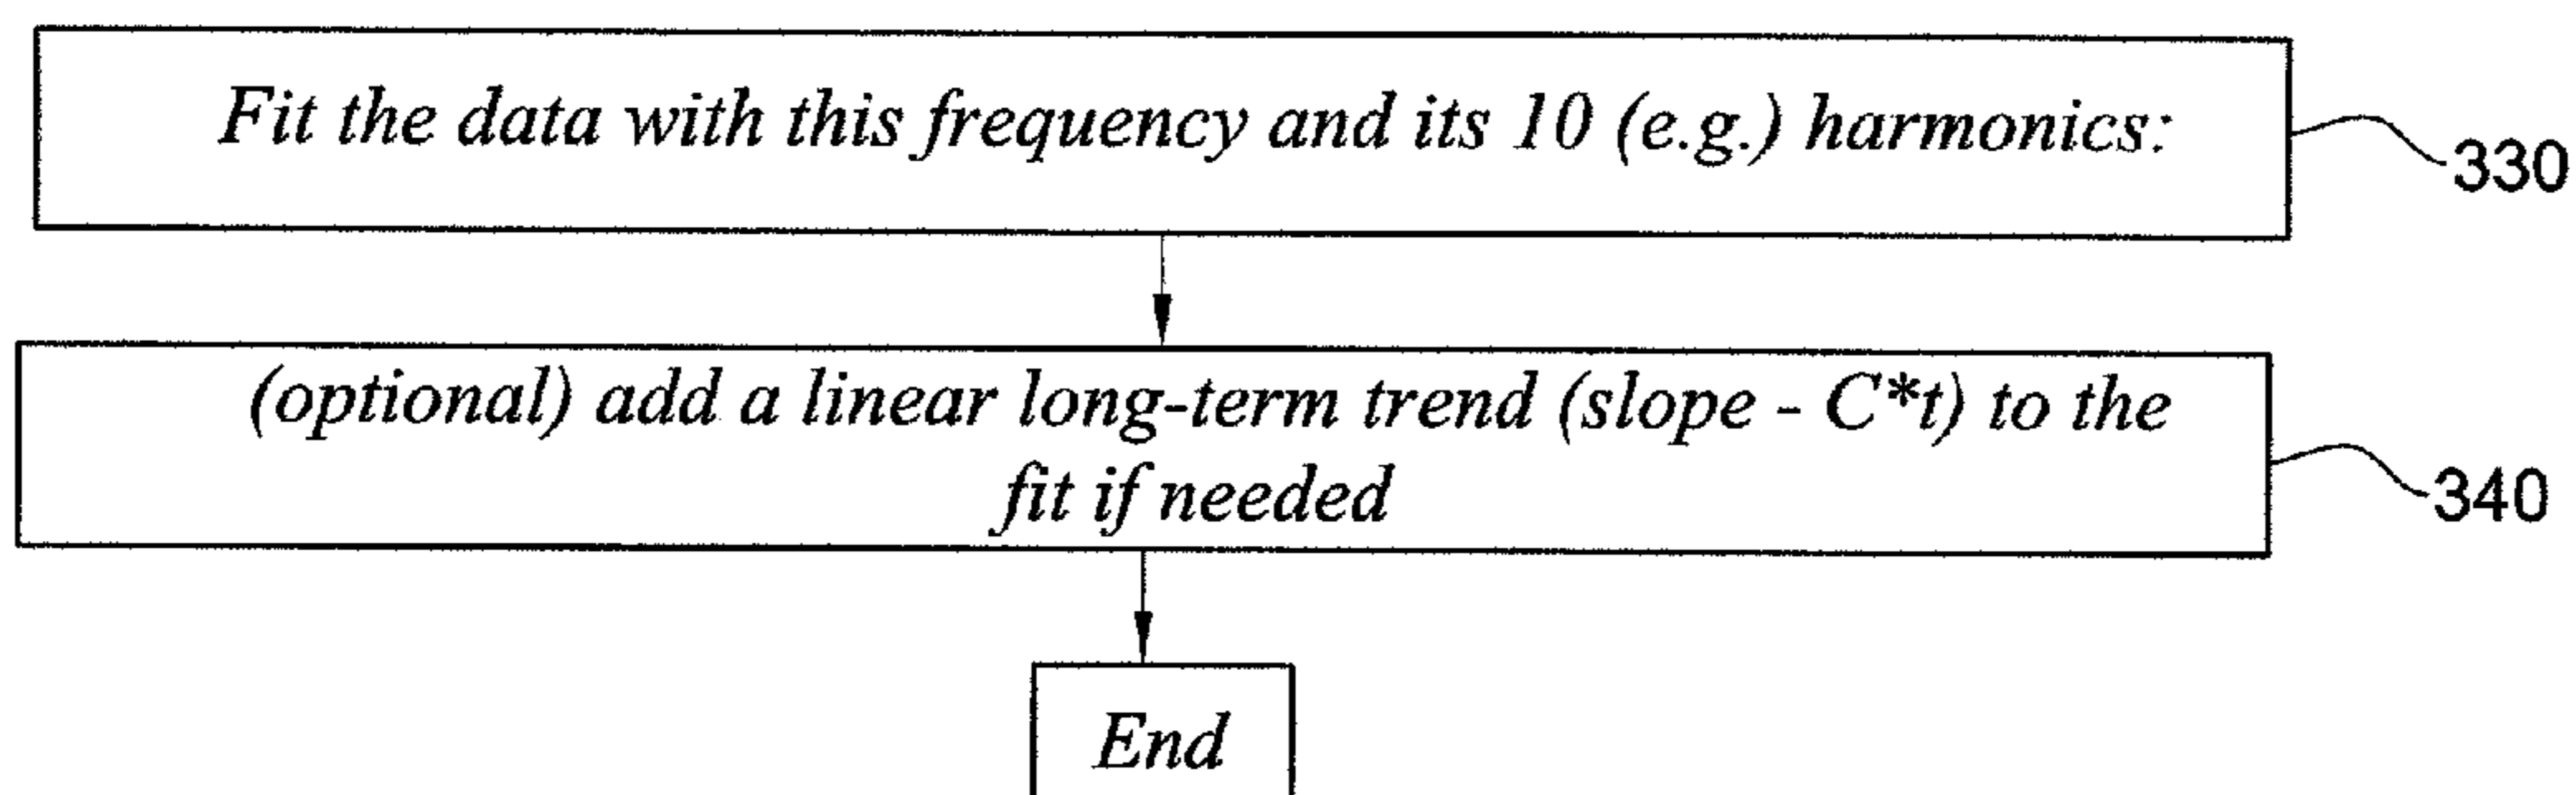 Fit the data with this frequency and its 10 (e.g.) harmonics:
330
(optional) add a linear long-term trend (slope - C*t) to the
fit if needed
340
End